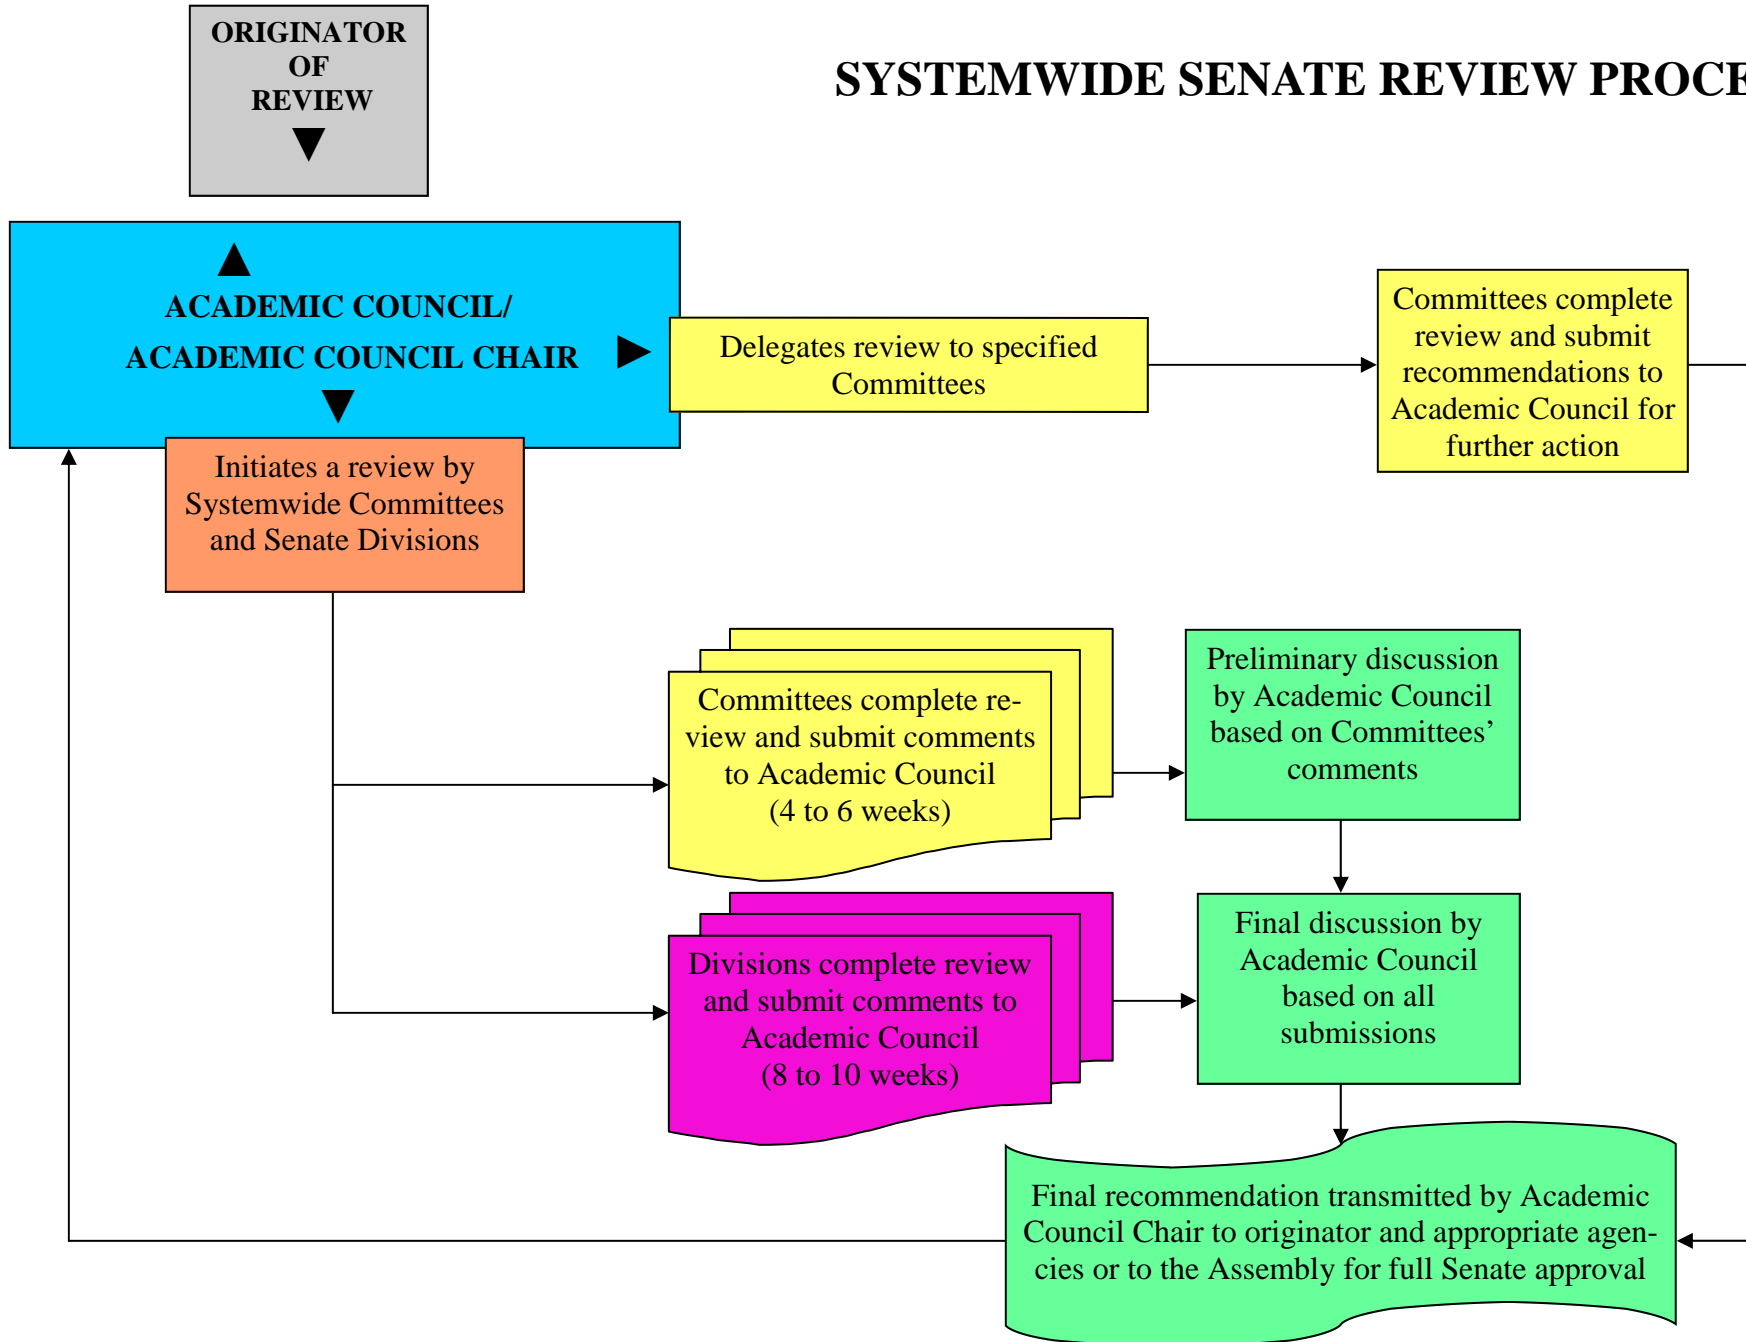 ORIGINATOR
OF
REVIEW
SYSTEMWIDE SENATE REVIEW PROCE
ACADEMIC COUNCIL/
ACADEMIC COUNCIL CHAIR
Delegates review to specified
Committees
Committees complete
review and submit
recommendations to
Academic Council for
further action
Initiates a review by
Systemwide Committees
and Senate Divisions
Committees complete re-
view and submit comments
to Academic Council
(4 to 6 weeks)
Preliminary discussion
by Academic Council
based on Committees’
comments
Divisions complete review
and submit comments to
Academic Council
(8 to 10 weeks)
Final discussion by
Academic Council
based on all
submissions
Final recommendation transmitted by Academic
Council Chair to originator and appropriate agen-
cies or to the Assembly for full Senate approval